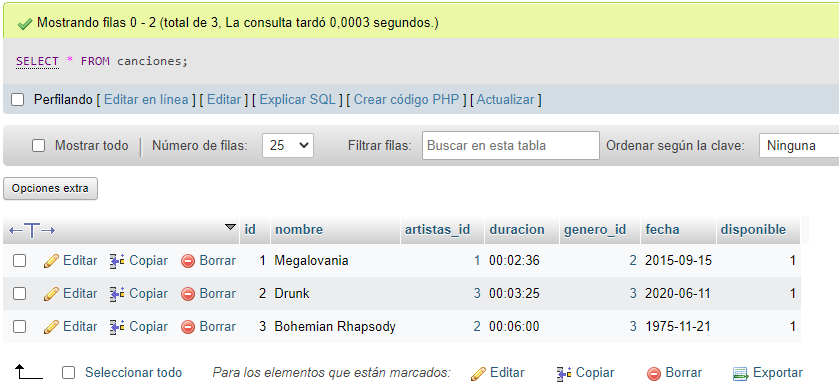 Mostrando filas 0 - 2 (total de 3, La consulta tardó 0,0003 segundos.)
SELECT * FROM canciones;
Perfilando [ Editar en línea ] [ Editar ] [ Explicar SQL ] [ Crear código PHP ] [ Actualizar ]
Mostrar todo Número de filas: 25 Filtrar filas: Buscar en esta tabla Ordenar según la clave: Ninguna
Opciones extra
←T→ id nombre artistas_id duracion genero_id fecha disponible
Editar Copiar Borrar 1 Megalovania 1 00:02:36 2 2015-09-15 1
Editar Copiar Borrar 2 Drunk 3 00:03:25 3 2020-06-11 1
Editar Copiar Borrar 3 Bohemian Rhapsody 2 00:06:00 3 1975-11-21 1
Seleccionar todo Para los elementos que están marcados: Editar Copiar Borrar Exportar